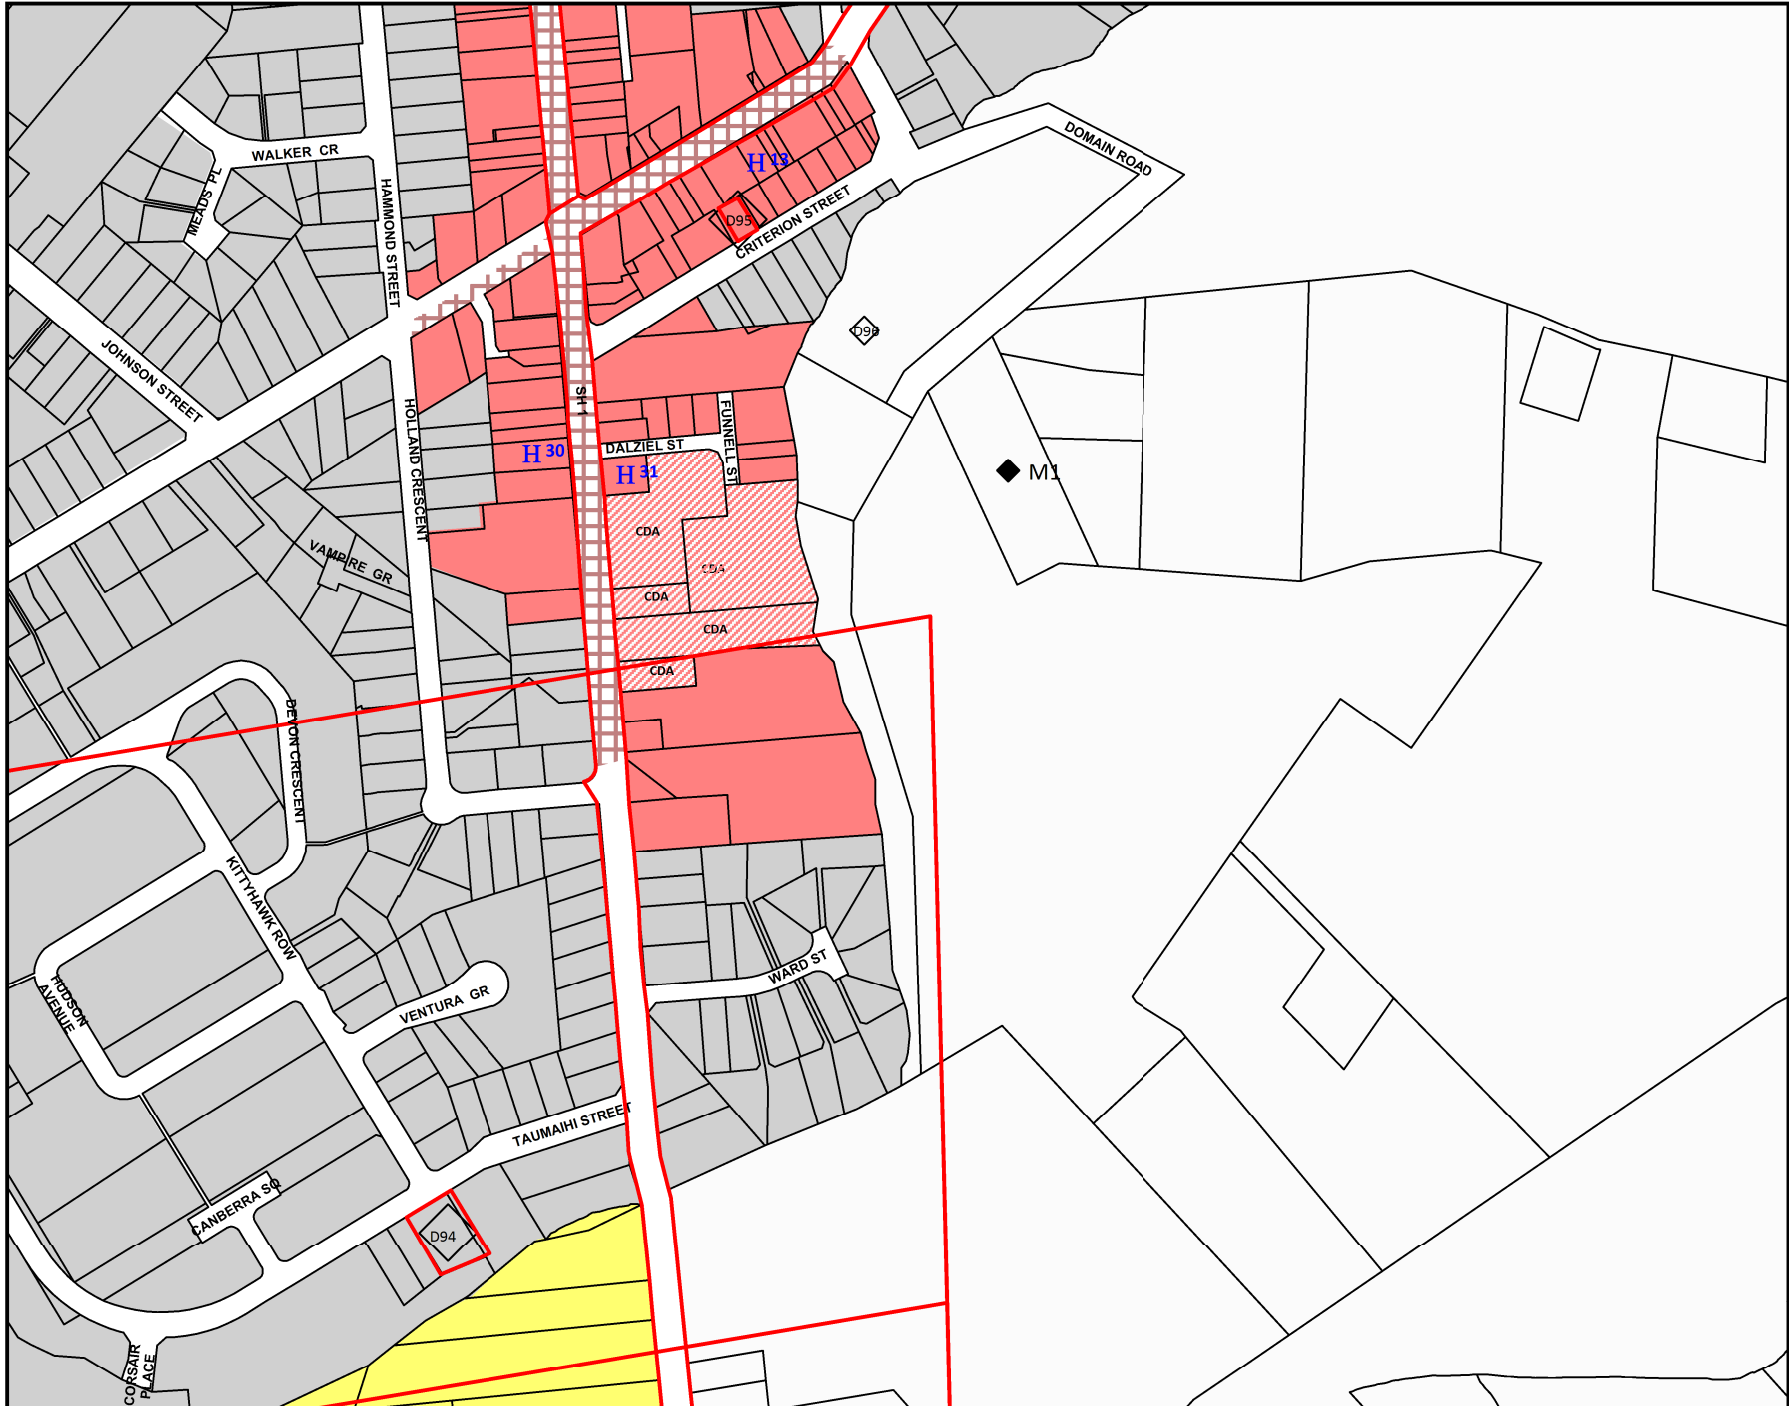 DOMAIN ROAD
WALKER CR
H 13
MEADS PL
HAMMOND STREET
D95
CRITERION STREET
D96
JOHNSON STREET
SH 1
HOLLAND CRESCENT
FUNNELL ST
DALZIEL ST
H 30
H 31
M1
CDA
VAMPIRE GR
CDA
CDA
CDA
CDA
DEVON CRESCENT
KITTYHAWK ROW
WARD ST
HUDSON
AVENUE
VENTURA GR
TAUMAIHI STREET
CANBERRA SQ
D94
CORSAIR
PLACE